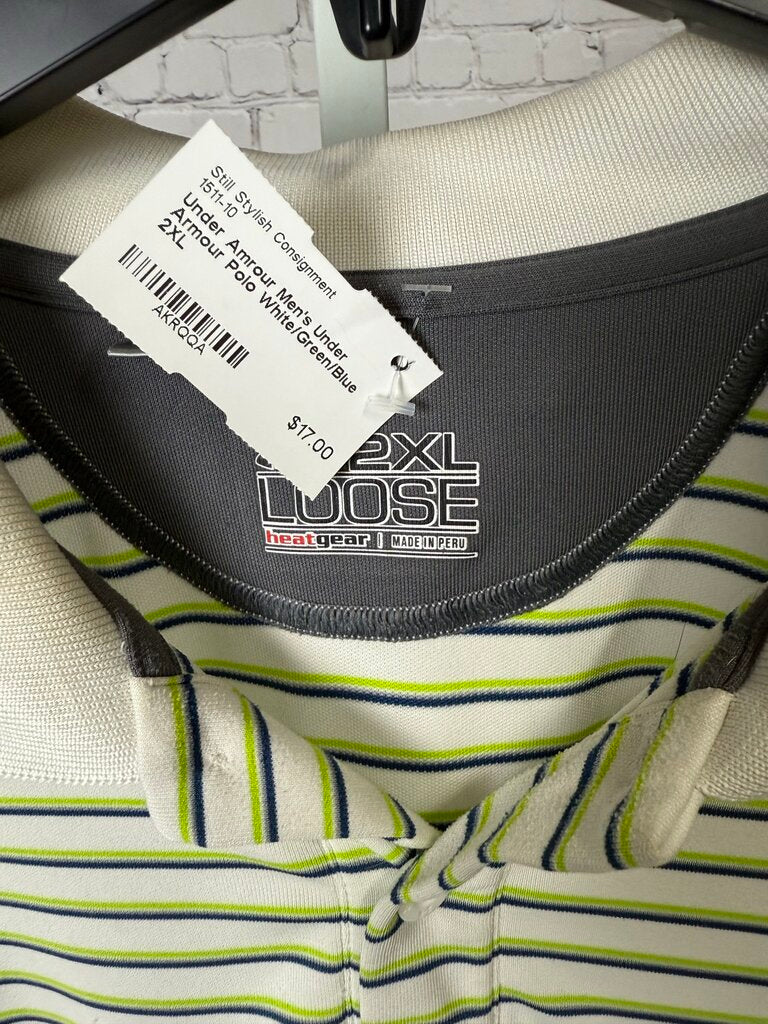 Still Stylish Consignment
1511-10
Under Amrour Men's Under
Armour Polo White/Green/Blue
2XL
AKRQQA
$17.00
2XL
LOOSE
heatgear | MADE IN PERU